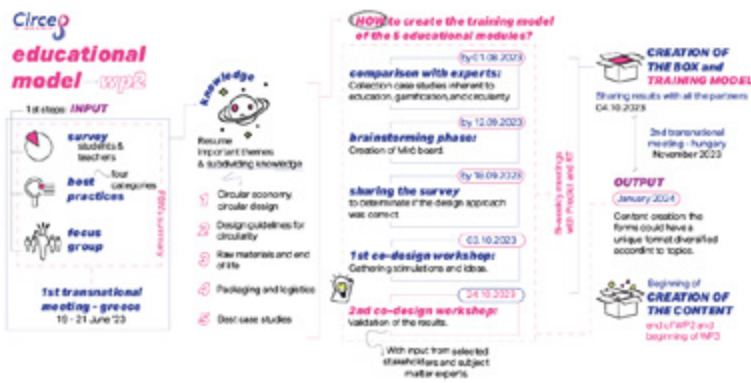 Circe
educational
model wp2
1st steps: INPUT
survey
students &
teachers
best
practices
four
categories
focus
group
1st transnational
meeting - greece
19 - 21 June '23
Knowledge
Resume
important themes
& subdividing knowledge
1 Circular economy
circular design
2 Design guidelines for
circularity
3 Raw materials and end
of life
4 Packaging and logistics
5 Best case studies
HOW to create the training model
of the 5 educational modules?
by 01.08.2023
comparison with experts:
Collection case studies inherent to
education, gamification, and circularity
by 12.09.2023
brainstorming phase:
Creation of Miró board.
by 18.09.2023
sharing the survey
to determinate if the design approach
was correct
03.10.2023
1st co-design workshop:
Gathering stimulations and ideas.
24.10.2023
2nd co-design workshop:
Validation of the results.
With input from selected
stakeholders and subject
matter experts
Bi-weekly meetings
CREATION OF
THE BOX and
TRAINING MODEL
Sharing results with all the partners
04.10.2023
2nd transnational
meeting - hungary
November 2023
OUTPUT
January 2024
Content creation: the
forms could have a
unique format diversified
accordint to topics.
Beginning of
CREATION OF
THE CONTENT
end of WP2 and
beginning of WP3